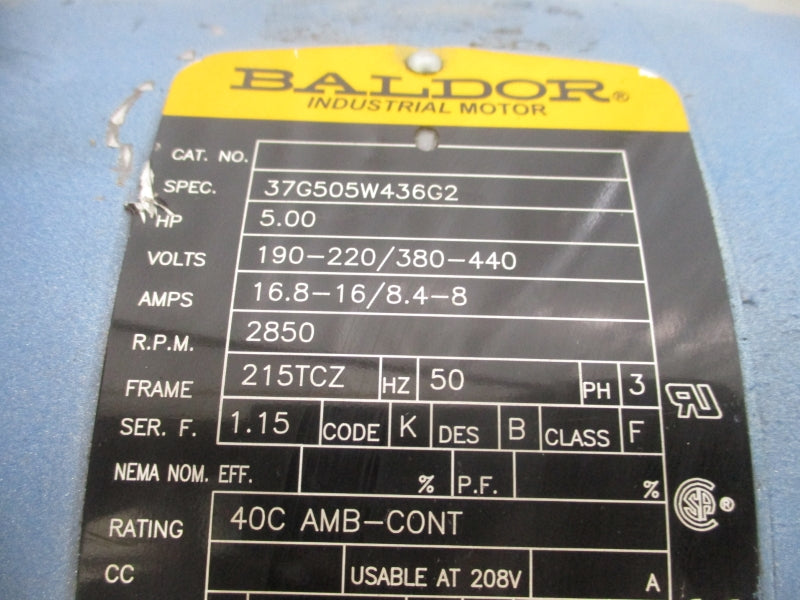 BALDOR®
INDUSTRIAL MOTOR
CAT. NO.
SPEC. 37G505W436G2
HP 5.00
VOLTS 190-220/380-440
AMPS 16.8-16/8.4-8
R.P.M. 2850
FRAME 215TCZ HZ 50 PH 3
SER. F. 1.15 CODE K DES B CLASS F
NEMA NOM. EFF. % P.F. %
RATING 40C AMB-CONT
CC USABLE AT 208V A